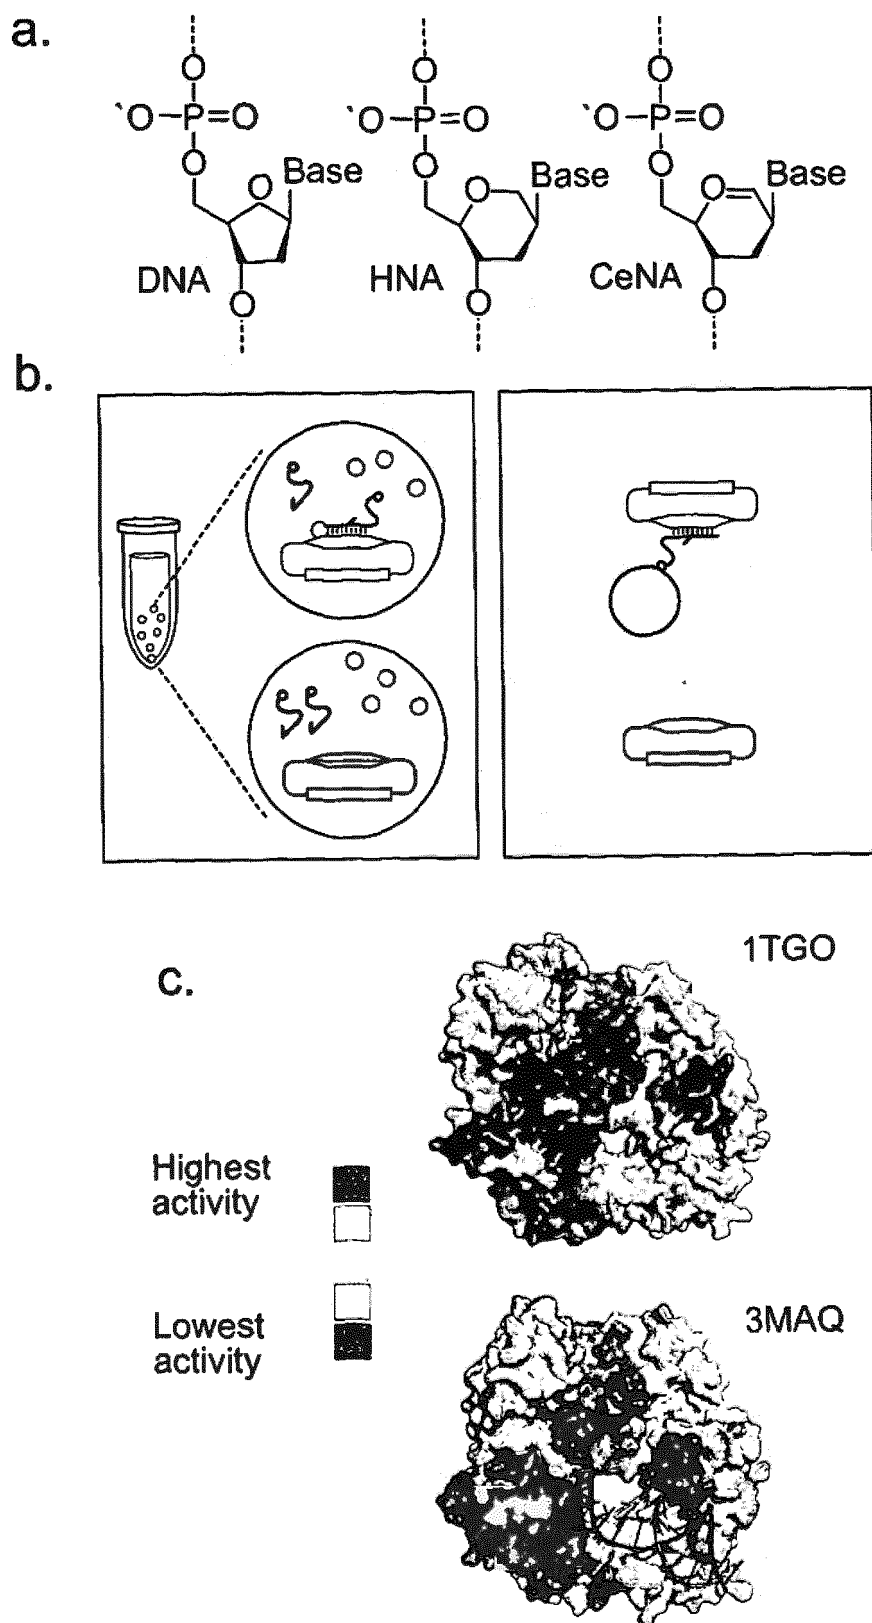 a.
O
O
O
`O-P=O
`O-P=O
`O-P=O
O
O
O
O
Base
O
Base
O
Base
DNA
HNA
CeNA
O
O
O
b.
1TGO
c.
Highest
activity
Lowest
activity
3MAQ